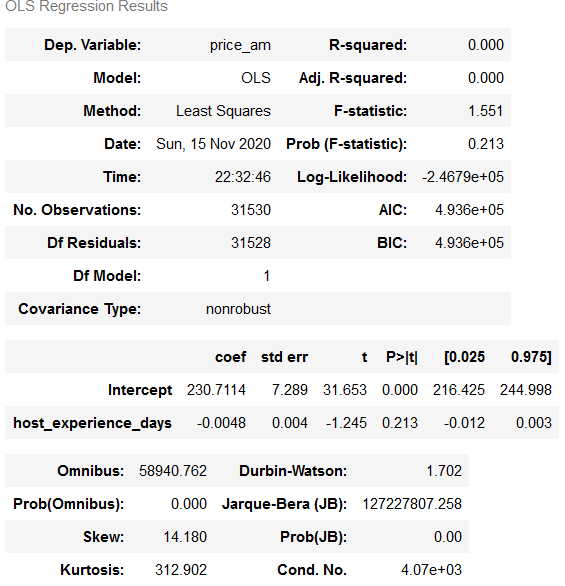 OLS Regression Results
Dep. Variable: price_am R-squared: 0.000
Model: OLS Adj. R-squared: 0.000
Method: Least Squares F-statistic: 1.551
Date: Sun, 15 Nov 2020 Prob (F-statistic): 0.213
Time: 22:32:46 Log-Likelihood: -2.4679e+05
No. Observations: 31530 AIC: 4.936e+05
Df Residuals: 31528 BIC: 4.936e+05
Df Model: 1
Covariance Type: nonrobust
coef std err t P>|t| [0.025 0.975]
Intercept 230.7114 7.289 31.653 0.000 216.425 244.998
host_experience_days -0.0048 0.004 -1.245 0.213 -0.012 0.003
Omnibus: 58940.762 Durbin-Watson: 1.702
Prob(Omnibus): 0.000 Jarque-Bera (JB): 127227807.258
Skew: 14.180 Prob(JB): 0.00
Kurtosis: 312.902 Cond. No. 4.07e+03